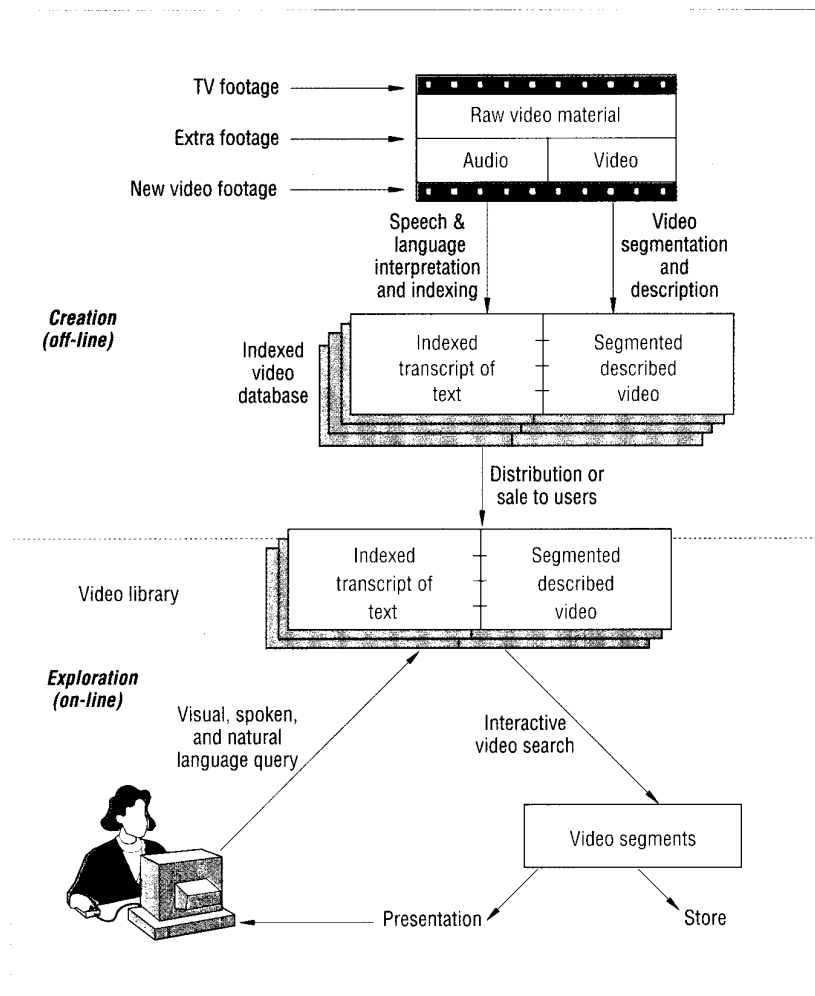 TV footage
Extra footage
New video footage
Raw video material
Audio
Video
Speech &
language
interpretation
and indexing
Video
segmentation
and
description
Creation
(off-line)
Indexed
video
database
Indexed
transcript of
text
Segmented
described
video
Distribution or
sale to users
Video library
Indexed
transcript of
text
Segmented
described
video
Exploration
(on-line)
Visual, spoken,
and natural
language query
Interactive
video search
Video segments
Presentation
Store